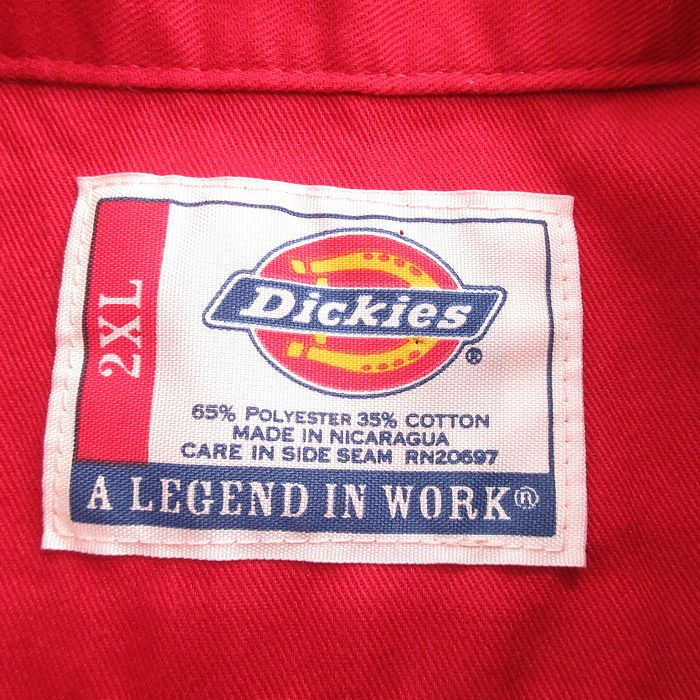 2XL
Dickies®
65% POLYESTER 35% COTTON
MADE IN NICARAGUA
CARE IN SIDE SEAM RN20697
A LEGEND IN WORK ⓝ